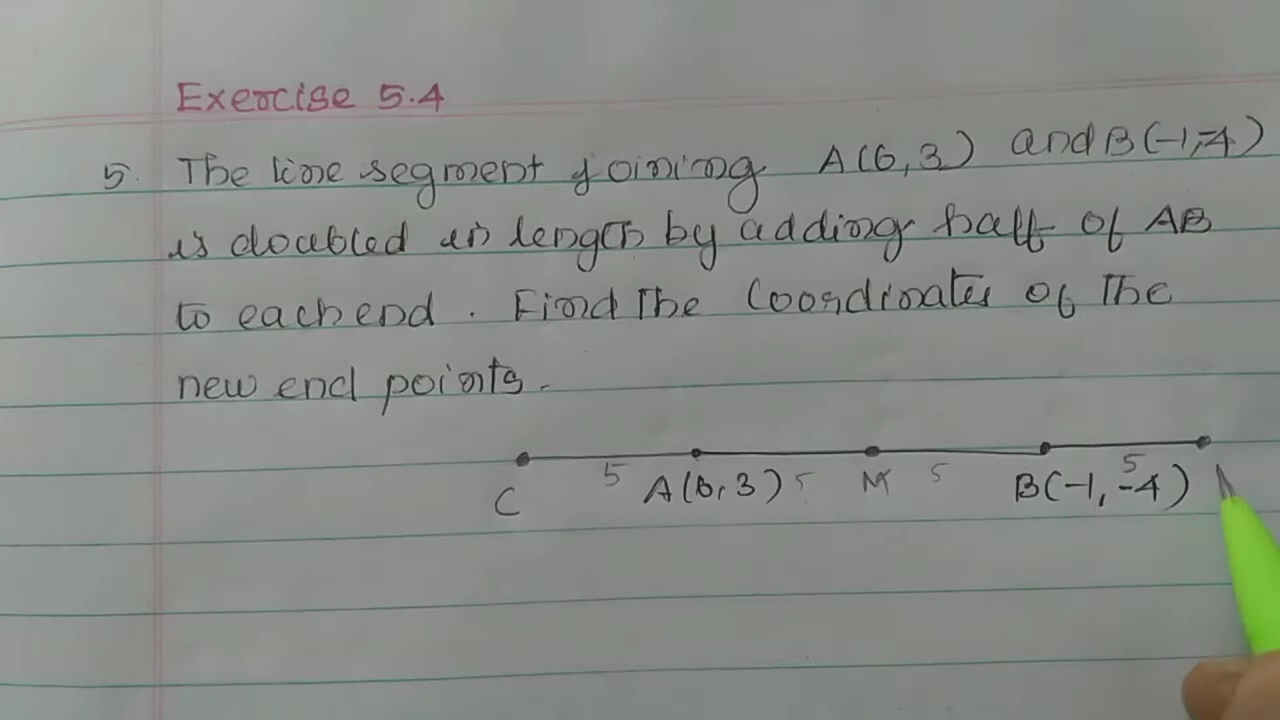 Exercise 5.4
5. The line segment joining A(6,3) and B(-1,-4)
is doubled in length by adding half of AB
to each end. Find The Coordinates of The
new end points.
5 5 5 5
C A(6,3) M B(-1,-4)